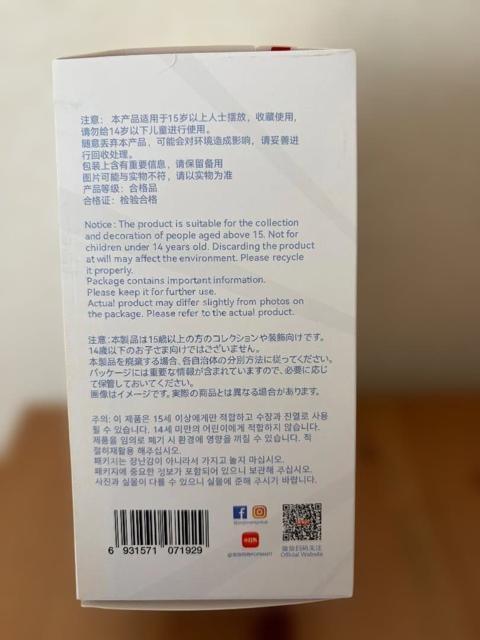 注意： 本产品适用于15岁以上人士摆放，收藏使用，
请勿给14岁以下儿童进行使用。
随意丢弃本产品，可能会对环境造成影响，请妥善进
行回收处理。
包装上含有重要信息，请保留备用
图片可能与实物不符，请以实物为准
产品等级：合格品
合格证：检验合格
Notice : The product is suitable for the collection
and decoration of people aged above 15. Not for
children under 14 years old. Discarding the product
at will may affect the environment. Please recycle
it properly.
Package contains important information.
Please keep it for further use.
Actual product may differ slightly from photos on
the package. Please refer to the actual product.
注意:本製品は15歳以上の方のコレクションや装飾向けです。
14歳以下のお子さま向けではございません。
本製品を廃棄する場合、各自治体の分別方法に従ってください。
パッケージには重要な情報が含まれていますので、必要に応じ
て保管しておいてください。
画像はイメージです。実際の商品とは異なる場合があります。
주의: 이 제품은 15세 이상에게만 적합하고 수장과 진열로 사용
될 수 있습니다. 14세 미만의 어린이에게 적합하지 않습니다.
제품을 임의로 폐기 시 환경에 영향을 끼칠 수 있습니다. 적
절히재활용 해주십시오.
패키지는 장난감이 아니라서 가지고 놀지 마십시오.
패키지에 중요한 정보가 포함되어 있으니 보관해 주십시오.
사진과 실물이 다를 수 있으니 실물에 준해 주시기 바랍니다.
6 931571 071929
小红书
微信扫码关注
Official Website